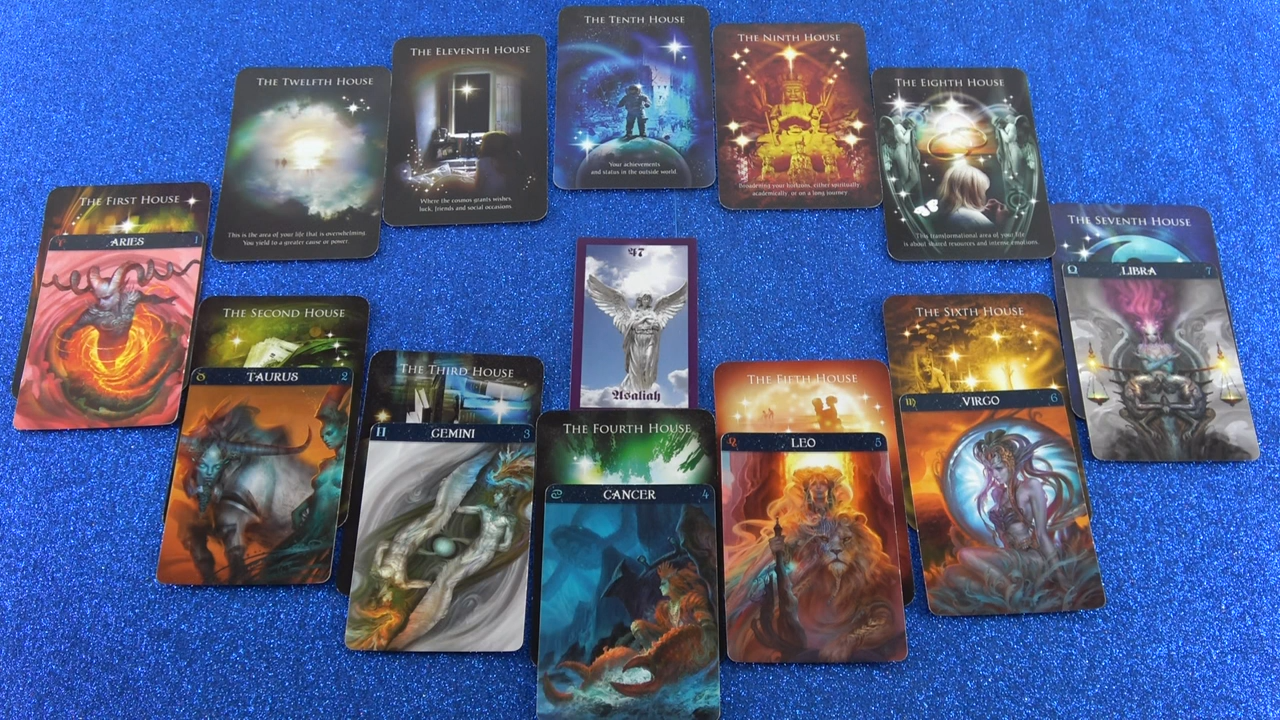 THE TENTH HOUSE
Your achievements
and status in the outside world.
THE NINTH HOUSE
Broadening your horizons, either spiritually
academically, or on a long journey
THE ELEVENTH HOUSE
Where the cosmos grants wishes,
luck, friends and social occasions.
THE TWELFTH HOUSE
This is the area of your life that is overwhelming.
You yield to a greater cause or power.
THE EIGHTH HOUSE
This transformational area of your life
is about shared resources and intense emotions.
THE FIRST HOUSE
ARIES 1
THE SEVENTH HOUSE
♎ LIBRA 7
47
Asaliah
THE SECOND HOUSE
♉ TAURUS 2
THE SIXTH HOUSE
♍ VIRGO 6
THE THIRD HOUSE
♊ GEMINI 3
THE FIFTH HOUSE
♌ LEO 5
THE FOURTH HOUSE
♋ CANCER 4